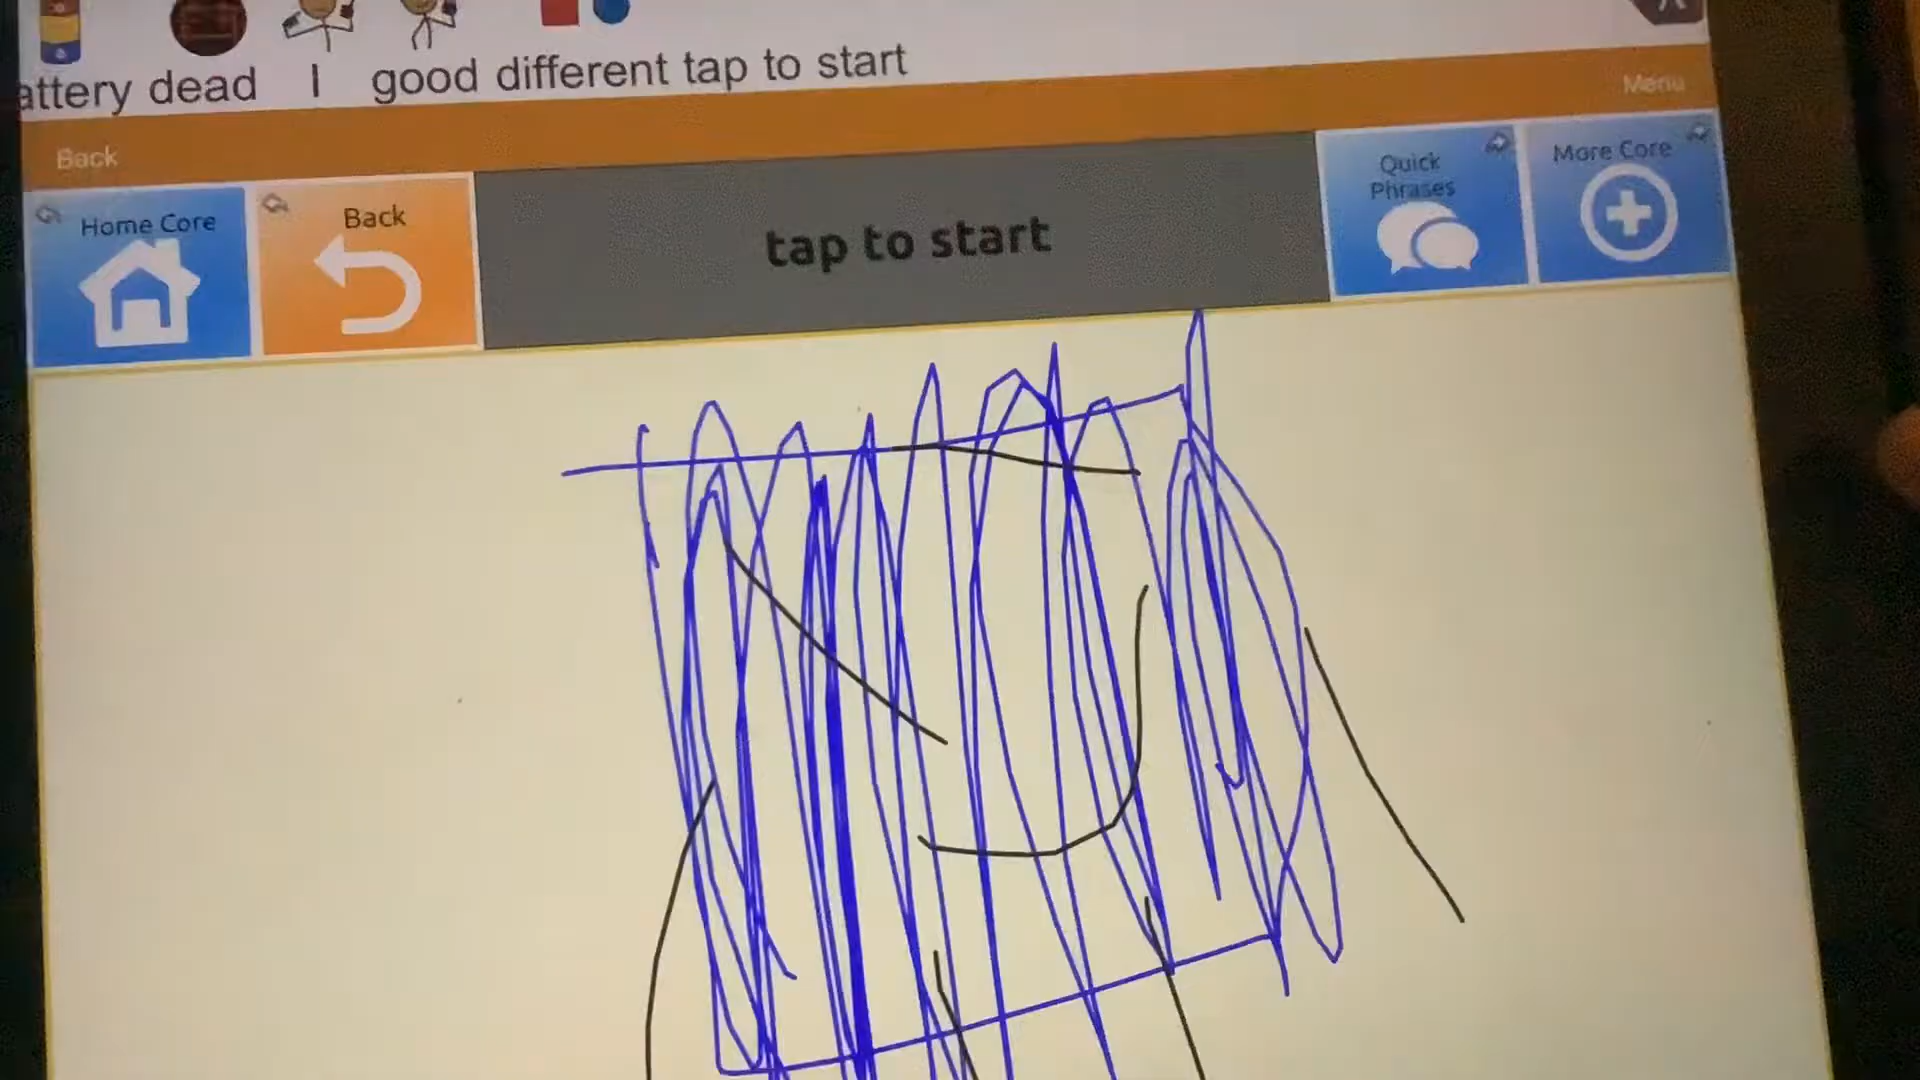 attery dead I good different tap to start
Menu
Back
Home Core
Back
tap to start
Quick
Phrases
More Core